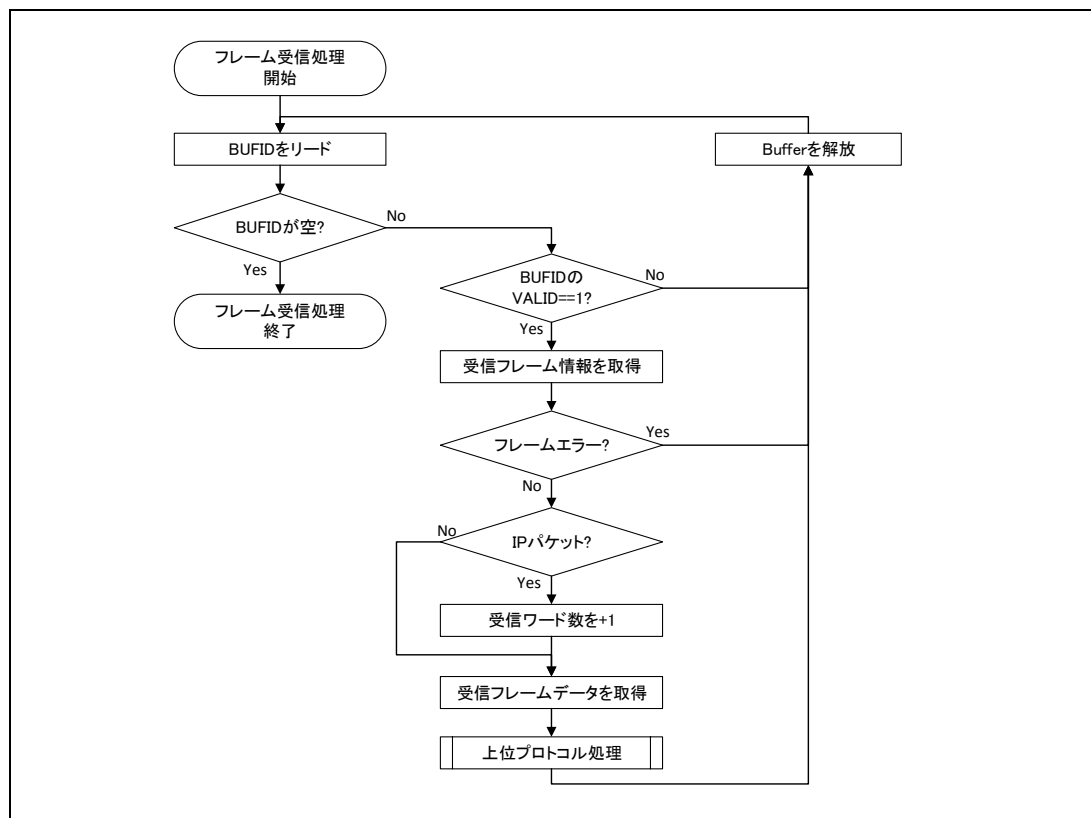 フレーム受信処理
開始
BUFIDをリード
Bufferを解放
BUFIDが空?
No
Yes
フレーム受信処理
終了
BUFIDの
VALID==1?
No
Yes
受信フレーム情報を取得
フレームエラー?
Yes
No
IPパケット?
No
Yes
受信ワード数を+1
受信フレームデータを取得
上位プロトコル処理